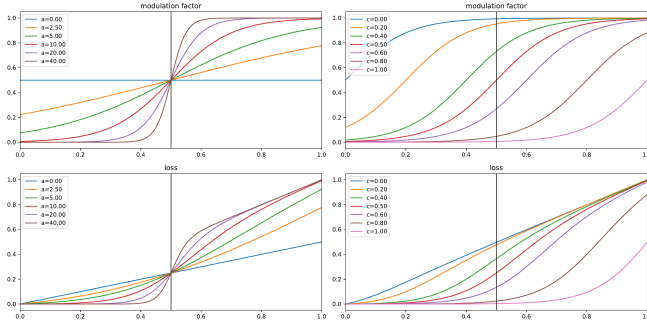 modulation factor
1.0
0.8
0.6
0.4
0.2
0.0
a=0.00
a=2.50
a=5.00
a=10.00
a=20.00
a=40.00
0.0
0.2
0.4
0.6
0.8
1.0
modulation factor
1.0
0.8
0.6
0.4
0.2
0.0
c=0.00
c=0.20
c=0.40
c=0.50
c=0.60
c=0.80
c=1.00
0.0
0.2
0.4
0.6
0.8
1.0
loss
1.0
0.8
0.6
0.4
0.2
0.0
a=0.00
a=2.50
a=5.00
a=10.00
a=20.00
a=40.00
0.0
0.2
0.4
0.6
0.8
1.0
loss
1.0
0.8
0.6
0.4
0.2
0.0
c=0.00
c=0.20
c=0.40
c=0.50
c=0.60
c=0.80
c=1.00
0.0
0.2
0.4
0.6
0.8